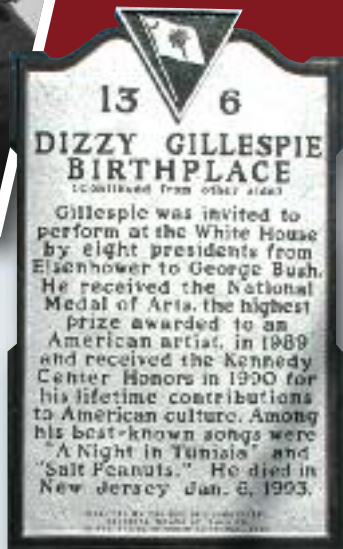 13 6
DIZZY GILLESPIE
BIRTHPLACE
(Continued from other side)
Gillespie was invited to
perform at the White House
by eight presidents from
Eisenhower to George Bush.
He received the National
Medal of Arts, the highest
prize awarded to an
American artist, in 1989
and received the Kennedy
Center Honors in 1990 for
his lifetime contributions
to American culture. Among
his best-known songs were
"A Night in Tunisia" and
"Salt Peanuts." He died in
New Jersey Jan. 6, 1993.